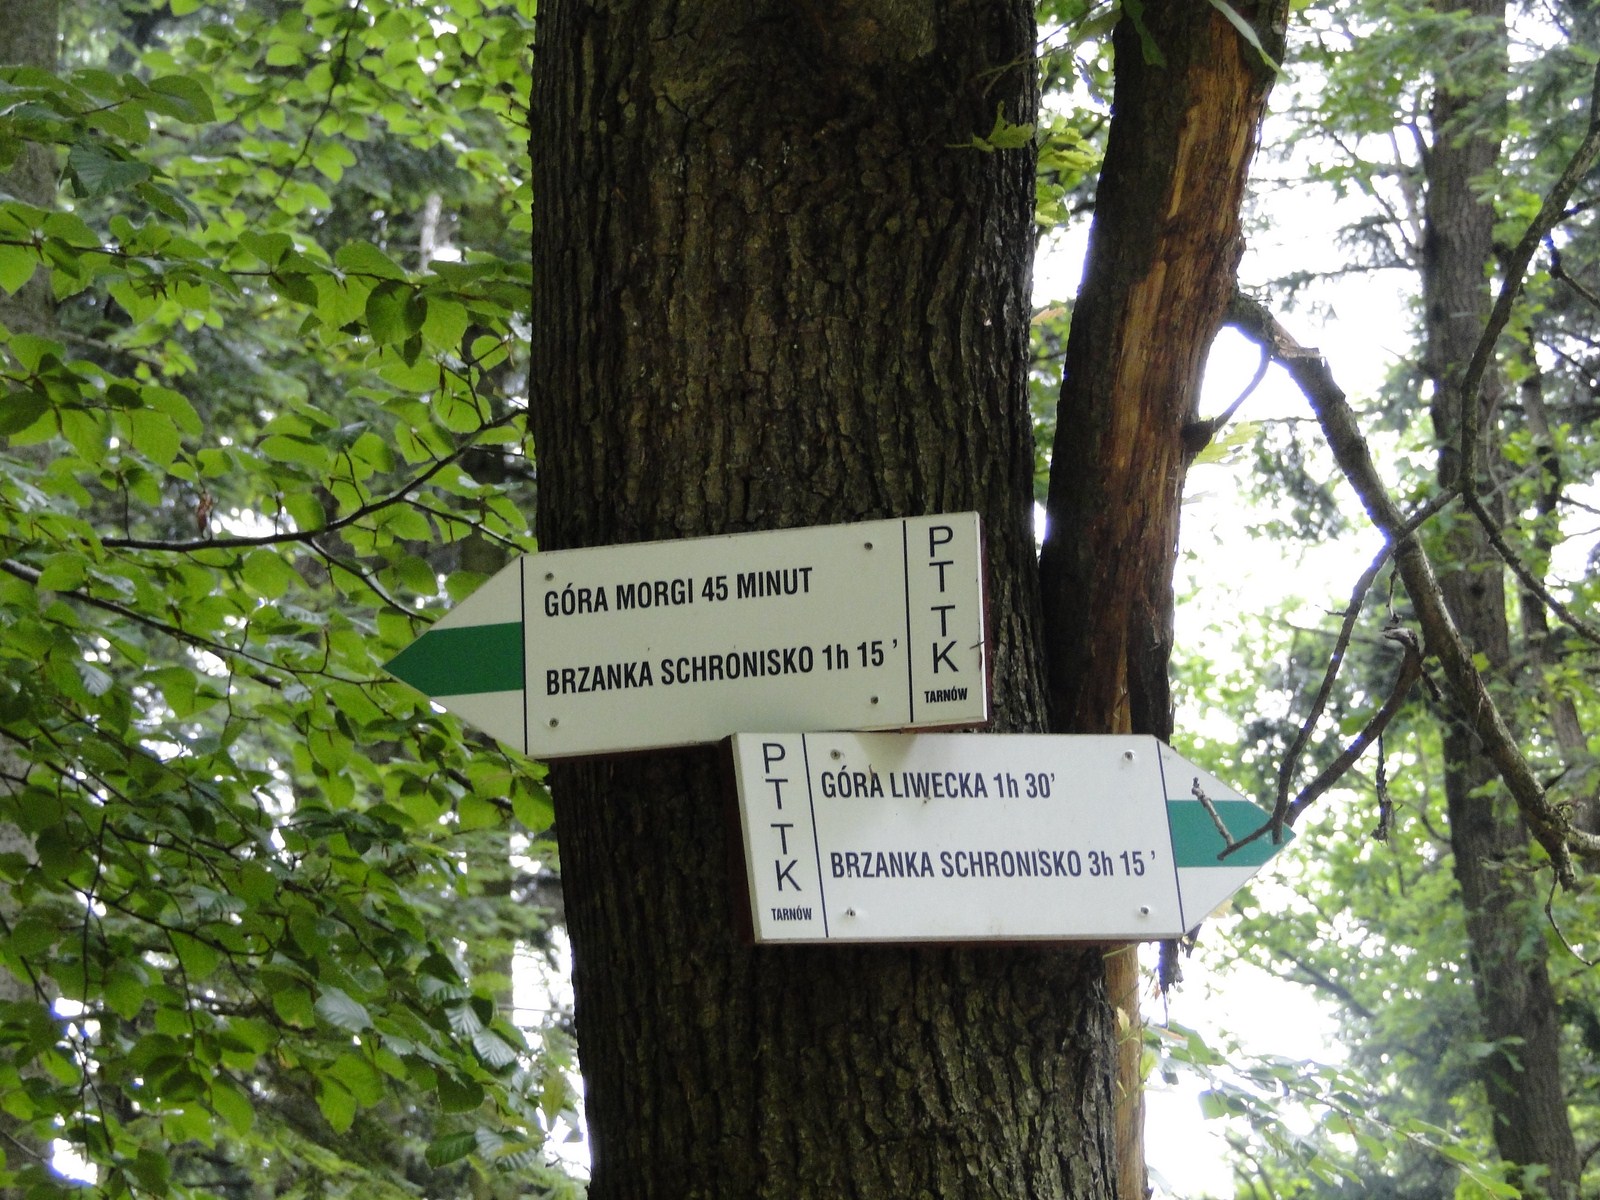 GÓRA MORGI 45 MINUT
BRZANKA SCHRONISKO 1h 15 '
PTTK
TARNÓW
PTTK
TARNÓW
GÓRA LIWECKA 1h 30'
BRZANKA SCHRONISKO 3h 15 '